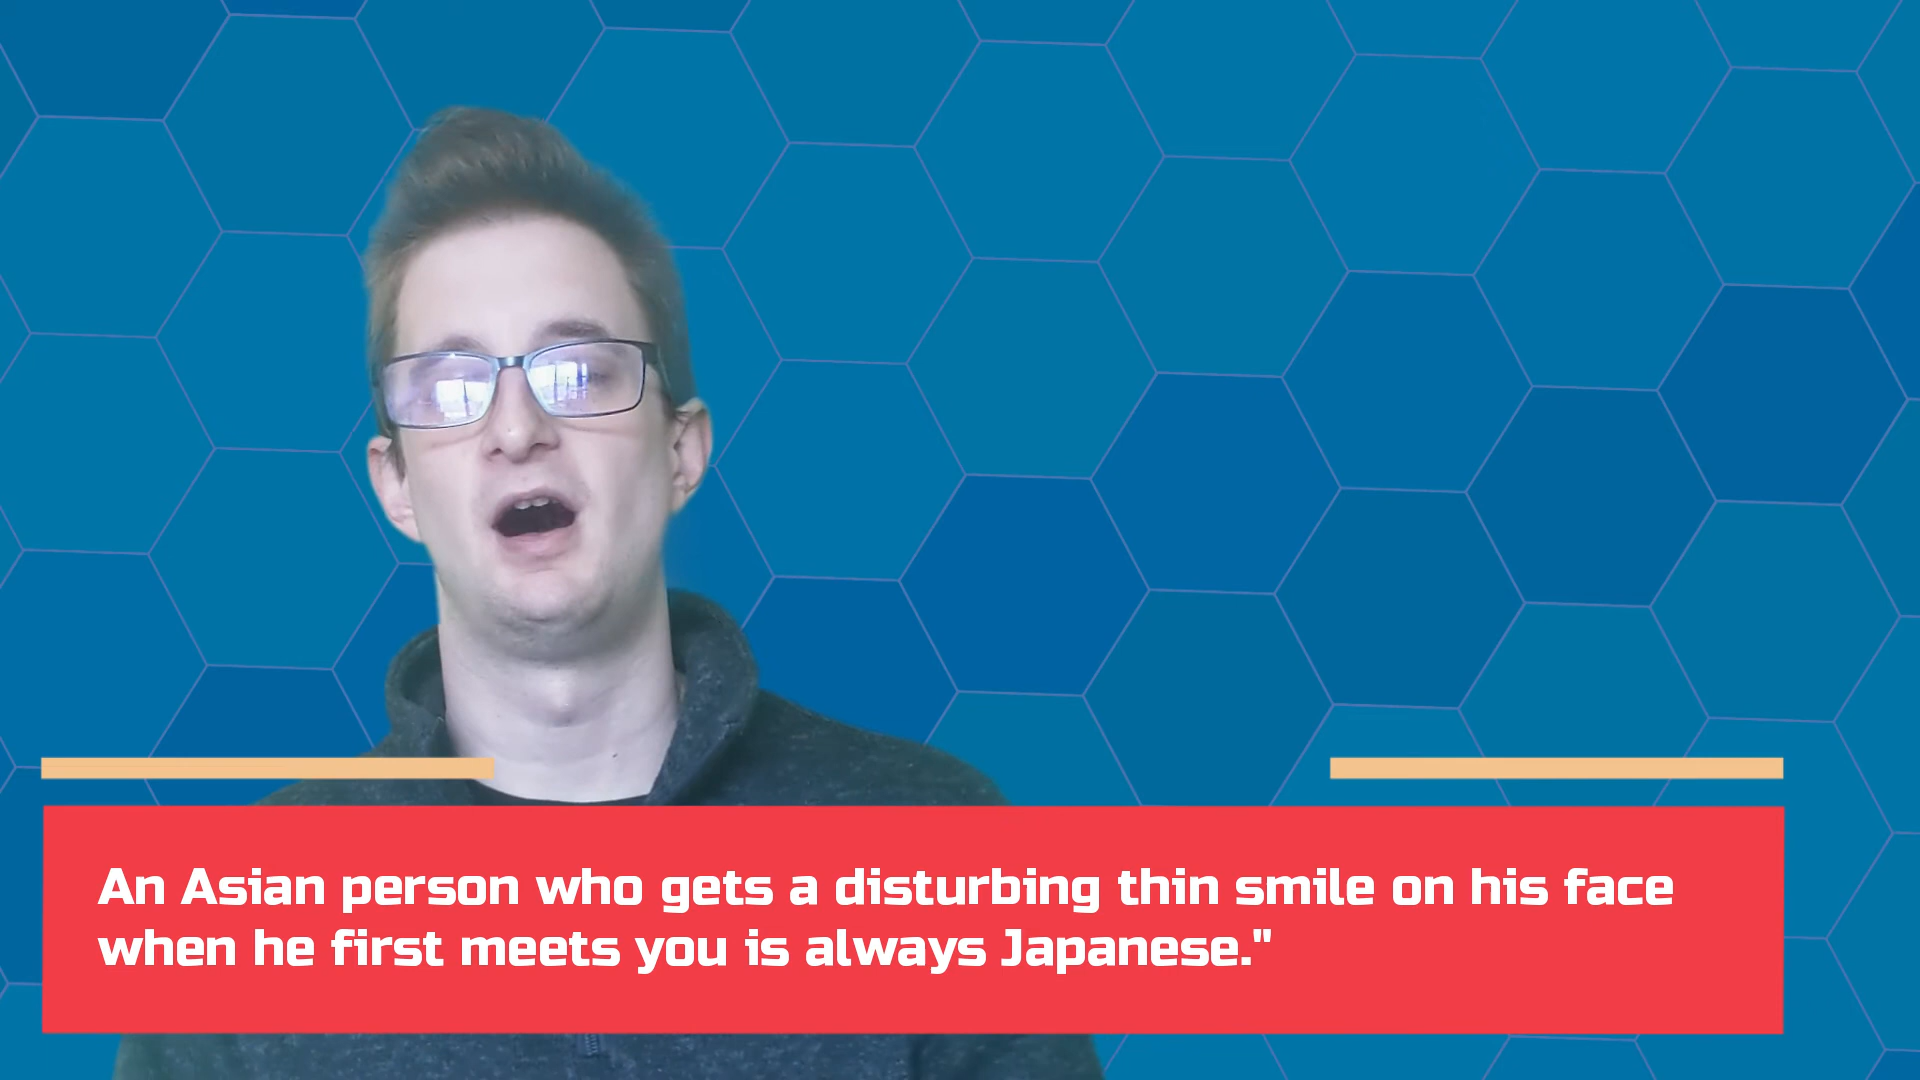 An Asian person who gets a disturbing thin smile on his face
when he first meets you is always Japanese."